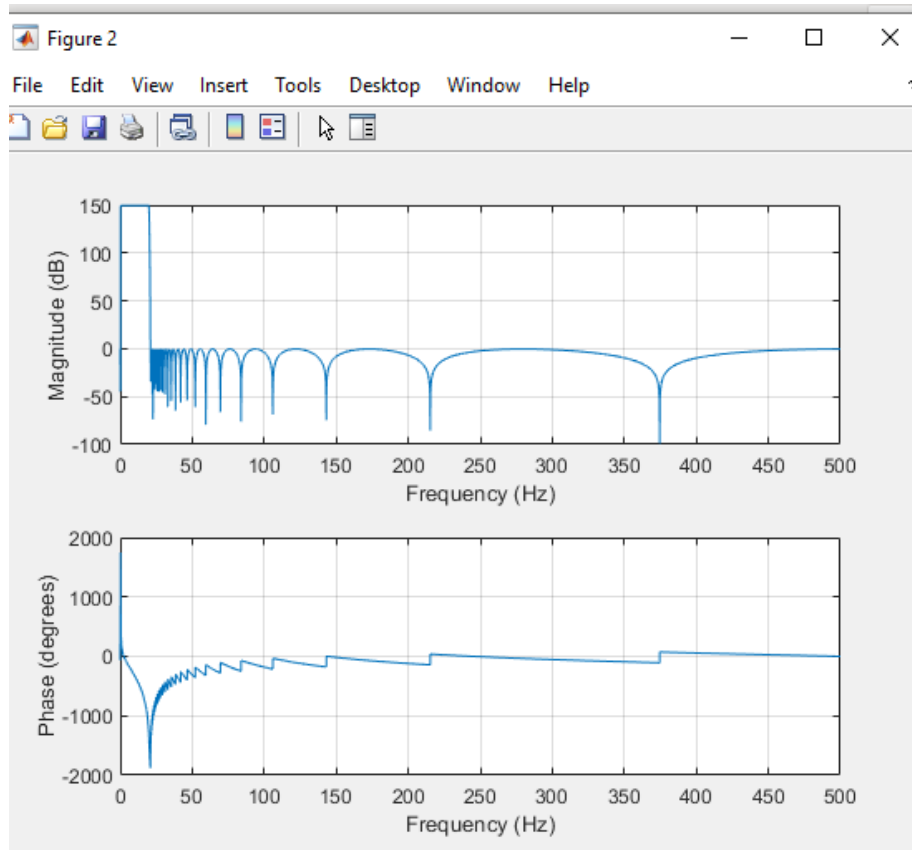 Figure 2
File Edit View Insert Tools Desktop Window Help
150
100
50
0
-50
-100
Magnitude (dB)
0 50 100 150 200 250 300 350 400 450 500
Frequency (Hz)
2000
1000
0
-1000
-2000
Phase (degrees)
0 50 100 150 200 250 300 350 400 450 500
Frequency (Hz)